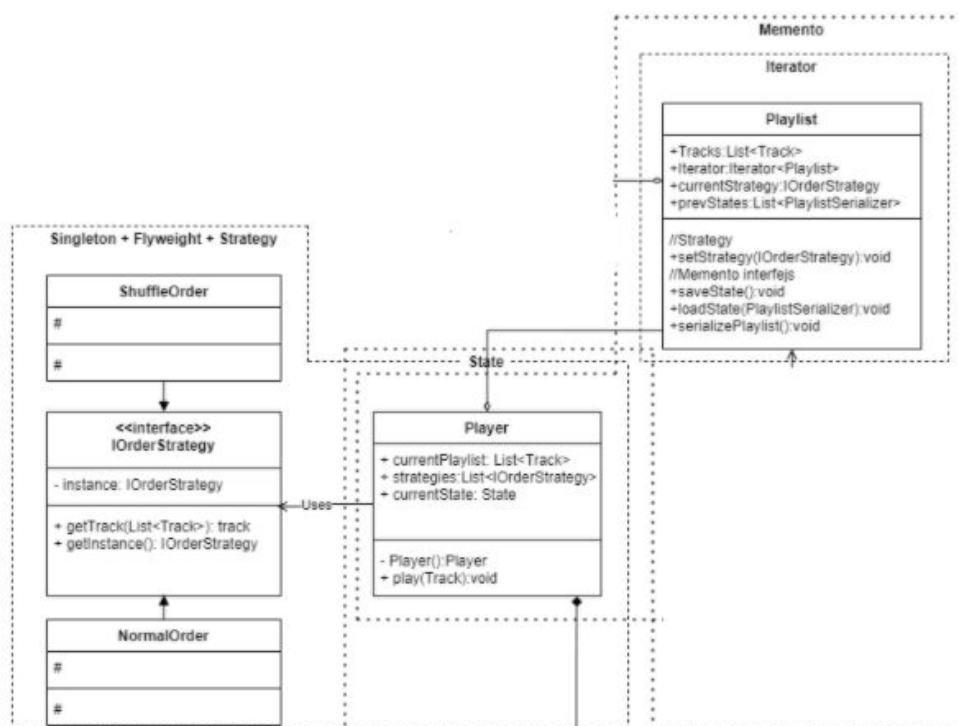 Memento
Iterator
Playlist
+Tracks:List<Track>
+Iterator:Iterator<Playlist>
+currentStrategy:IOrderStrategy
+prevStates:List<PlaylistSerializer>
//Strategy
+setStrategy(IOrderStrategy):void
//Memento interfejs
+saveState():void
+loadState(PlaylistSerializer):void
+serializePlaylist():void
Singleton + Flyweight + Strategy
ShuffleOrder
#
#
<<interface>>
IOrderStrategy
- instance: IOrderStrategy
+ getTrack(List<Track>): track
+ getInstance(): IOrderStrategy
NormalOrder
#
#
Uses
State
Player
+ currentPlaylist: List<Track>
+ strategies:List<IOrderStrategy>
+ currentState: State
- Player():Player
+ play(Track):void